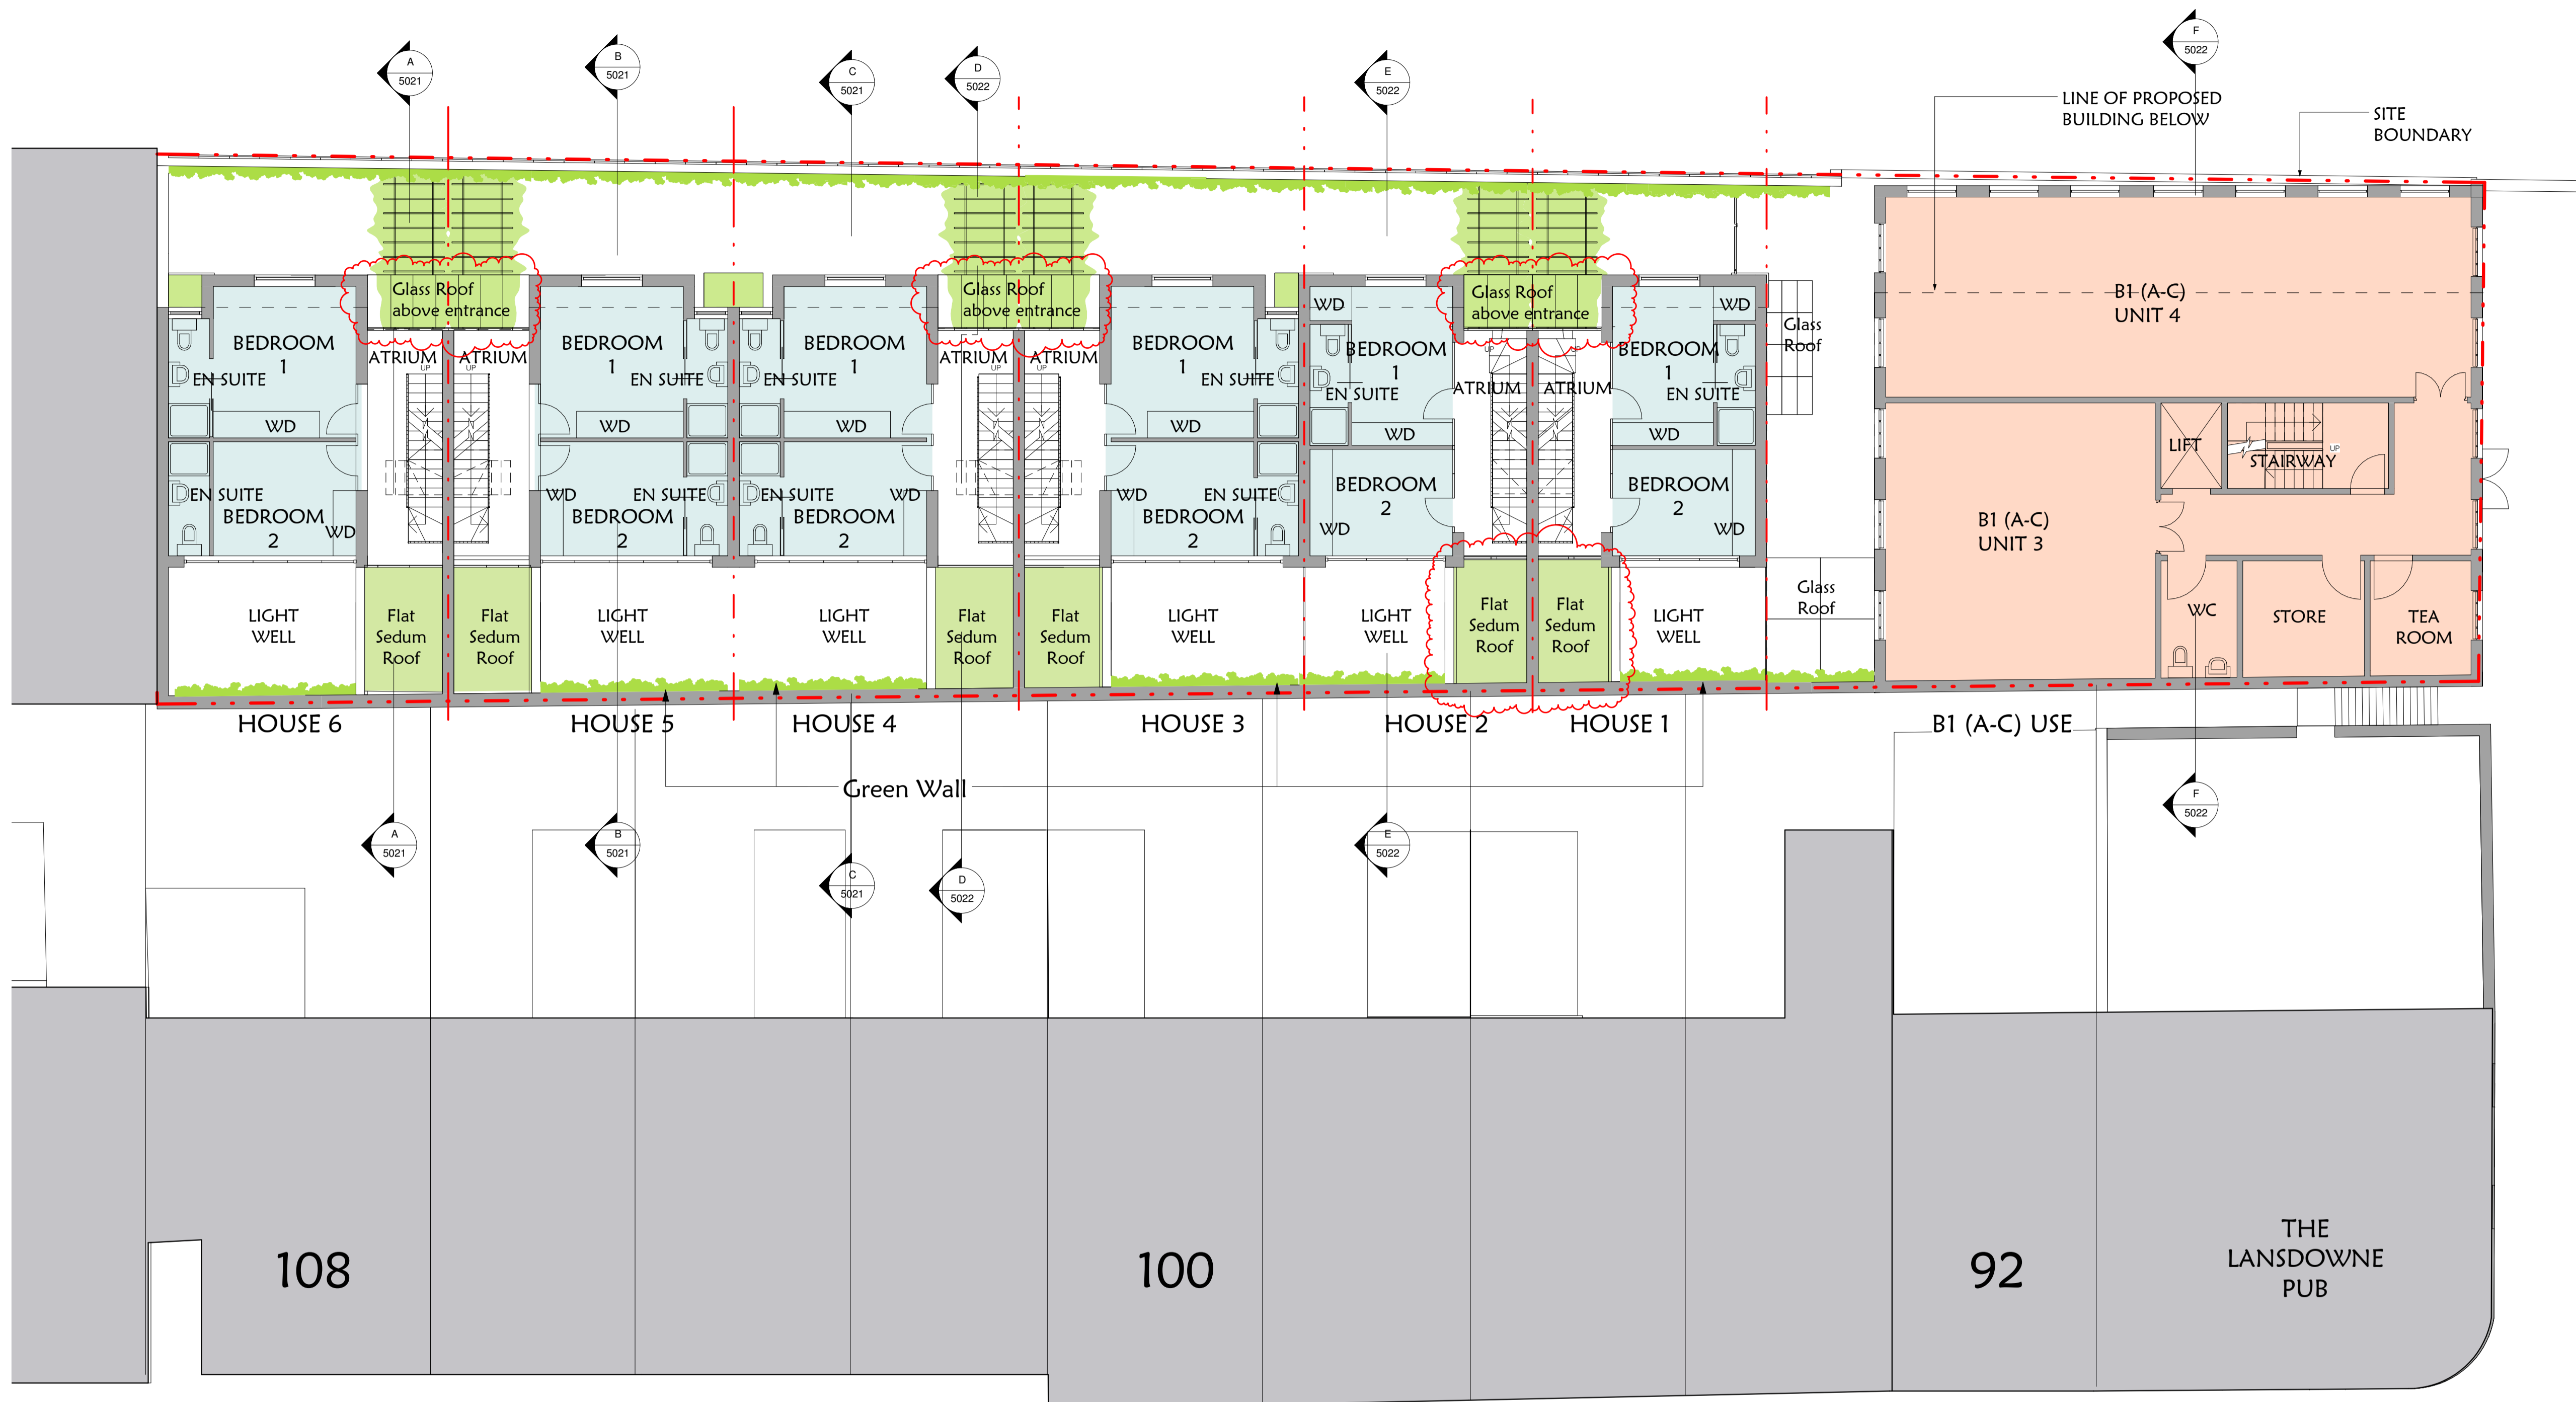 A
5021
B
5021
C
5021
D
5022
E
5022
F
5022
LINE OF PROPOSED
BUILDING BELOW
SITE
BOUNDARY
Glass Roof
above entrance
Glass Roof
above entrance
Glass Roof
above entrance
BEDROOM
1
EN SUITE
WD
ATRIUM
UP
ATRIUM
UP
BEDROOM
1
EN SUITE
WD
BEDROOM
1
EN SUITE
WD
ATRIUM
UP
ATRIUM
UP
BEDROOM
1
EN SUITE
WD
WD
BEDROOM
1
EN SUITE
WD
ATRIUM
UP
ATRIUM
UP
WD
BEDROOM
1
EN SUITE
WD
Glass
Roof
B1 (A-C)
UNIT 4
EN SUITE
BEDROOM
2
WD
WD
EN SUITE
BEDROOM
2
EN SUITE
WD
BEDROOM
2
WD
EN SUITE
BEDROOM
2
BEDROOM
2
WD
BEDROOM
2
WD
LIFT
STAIRWAY
UP
B1 (A-C)
UNIT 3
LIGHT
WELL
Flat
Sedum
Roof
Flat
Sedum
Roof
LIGHT
WELL
LIGHT
WELL
Flat
Sedum
Roof
Flat
Sedum
Roof
LIGHT
WELL
LIGHT
WELL
Flat
Sedum
Roof
Flat
Sedum
Roof
LIGHT
WELL
Glass
Roof
WC
STORE
TEA
ROOM
HOUSE 6
HOUSE 5
HOUSE 4
HOUSE 3
HOUSE 2
HOUSE 1
B1 (A-C) USE
Green Wall
A
5021
B
5021
C
5021
D
5022
E
5022
F
5022
108
100
92
THE
LANSDOWNE
PUB